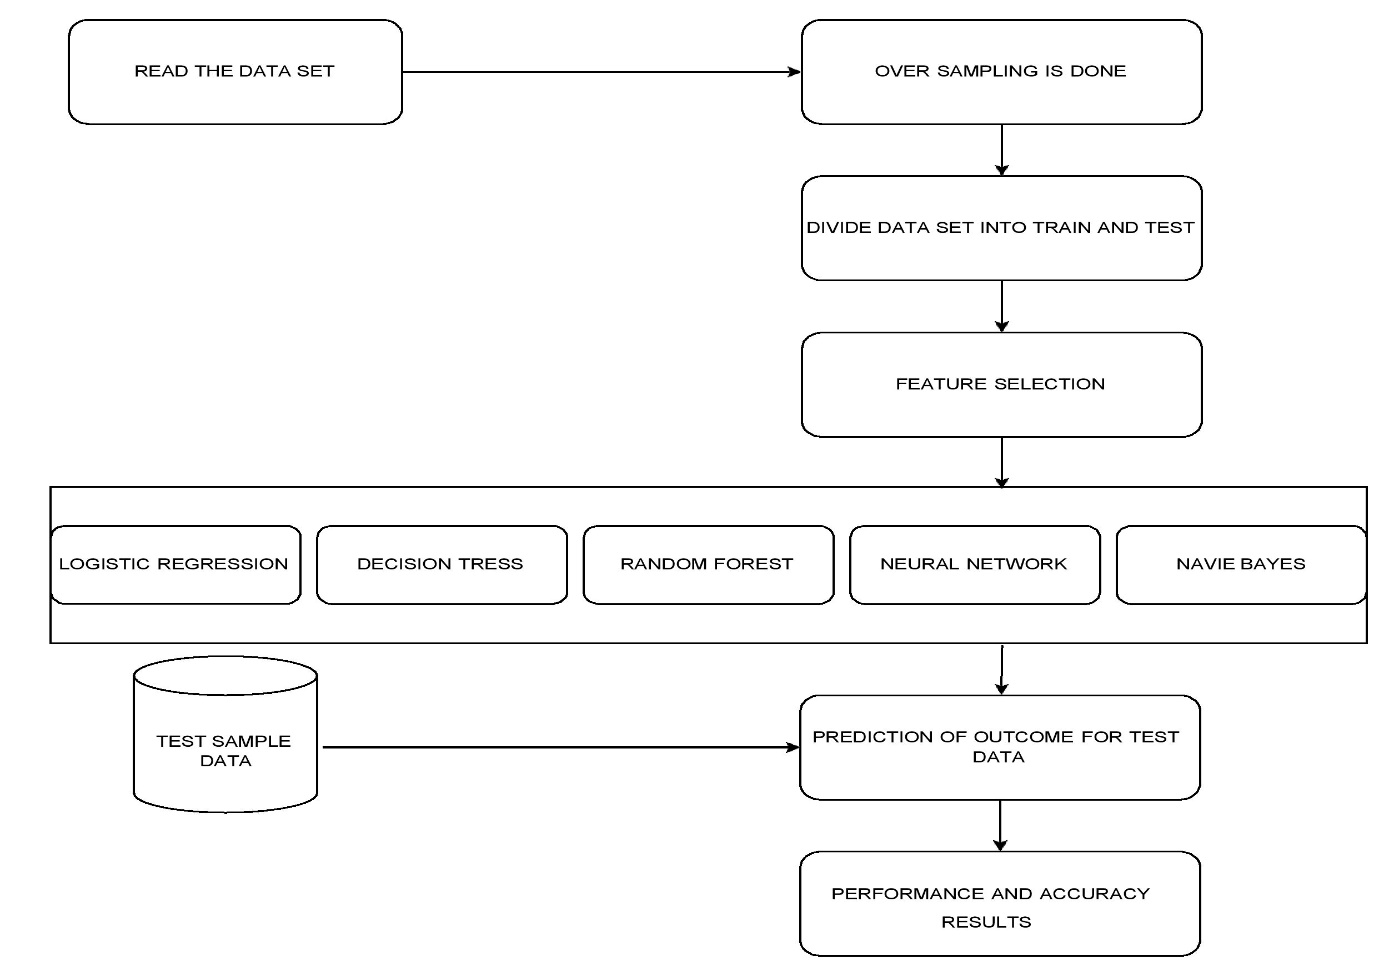 READ THE DATA SET
OVER SAMPLING IS DONE
DIVIDE DATA SET INTO TRAIN AND TEST
FEATURE SELECTION
LOGISTIC REGRESSION
DECISION TRESS
RANDOM FOREST
NEURAL NETWORK
NAVIE BAYES
TEST SAMPLE
DATA
PREDICTION OF OUTCOME FOR TEST
DATA
PERFORMANCE AND ACCURACY
RESULTS